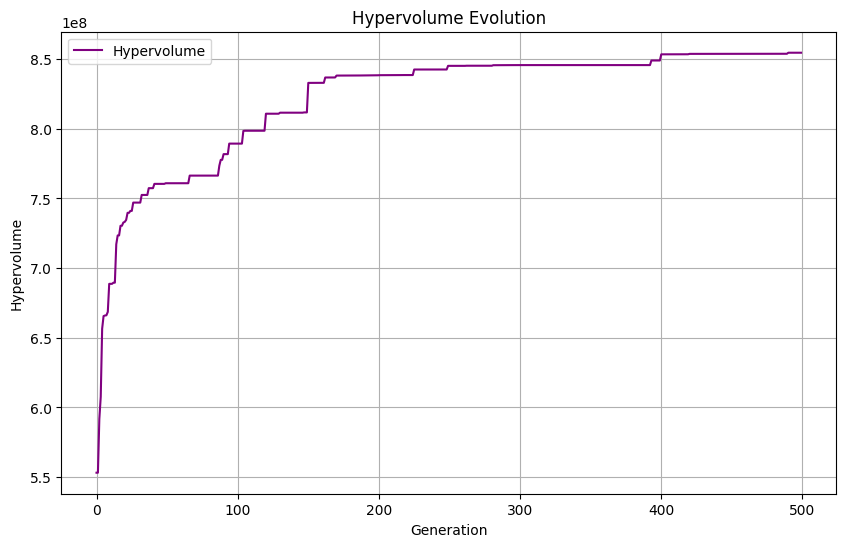 Hypervolume Evolution
1e8
Hypervolume
8.5
8.0
7.5
7.0
6.5
6.0
5.5
Hypervolume
0 100 200 300 400 500
Generation